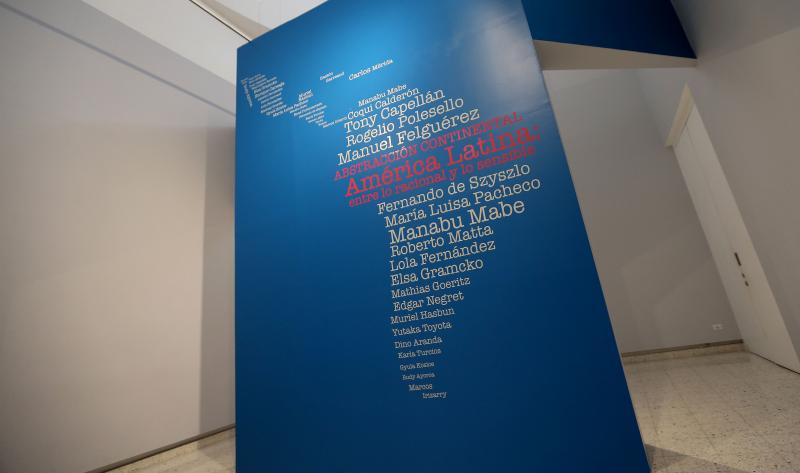 Carlos Mérida
Manabu Mabe
Coqui Calderón
Tony Capellán
Rogelio Polesello
Manuel Felguérez
ABSTRACCIÓN CONTINENTAL
América Latina:
entre lo racional y lo sensible
Fernando de Szyszlo
María Luisa Pacheco
Manabu Mabe
Roberto Matta
Lola Fernández
Elsa Gramcko
Mathias Goeritz
Edgar Negret
Muriel Hasbun
Yutaka Toyota
Dino Aranda
Karla Turcios
Gyula Kosice
Rudy Ayoroa
Marcos
Irizarry